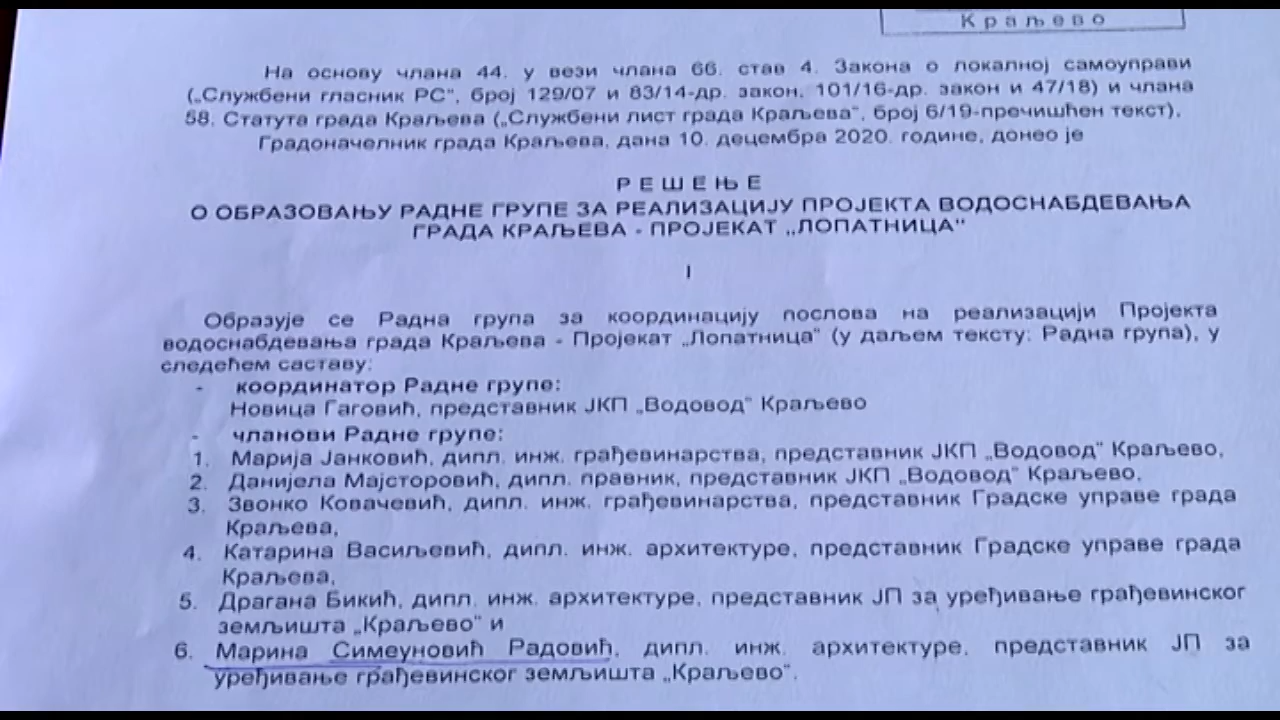 Краљево
На основу члана 44. у вези члана 66. став 4. Закона о локалној самоуправи
(„Службени гласник РС“, број 129/07 и 83/14-др. закон, 101/16-др. закон и 47/18) и члана
58. Статута града Краљева („Службени лист града Краљева“, број 6/19-пречишћен текст),
Градоначелник града Краљева, дана 10. децембра 2020. године, донео је
Р Е Ш Е Њ Е
О ОБРАЗОВАЊУ РАДНЕ ГРУПЕ ЗА РЕАЛИЗАЦИЈУ ПРОЈЕКТА ВОДОСНАБДЕВАЊА
ГРАДА КРАЉЕВА - ПРОЈЕКАТ „ЛОПАТНИЦА“
I
Образује се Радна група за координацију послова на реализацији Пројекта
водоснабдевања града Краљева - Пројекат „Лопатница“ (у даљем тексту: Радна група), у
следећем саставу:
- координатор Радне групе:
Новица Гаговић, представник ЈКП „Водовод“ Краљево
- чланови Радне групе:
1. Марија Јанковић, дипл. инж. грађевинарства, представник ЈКП „Водовод“ Краљево,
2. Данијела Мајсторовић, дипл. правник, представник ЈКП „Водовод“ Краљево,
3. Звонко Ковачевић, дипл. инж. грађевинарства, представник Градске управе града
Краљева,
4. Катарина Васиљевић, дипл. инж. архитектуре, представник Градске управе града
Краљева,
5. Драгана Бикић, дипл. инж. архитектуре, представник ЈП за уређивање грађевинског
земљишта „Краљево“ и
6. Марина Симеуновић Радовић, дипл. инж. архитектуре, представник ЈП за
уређивање грађевинског земљишта „Краљево“.